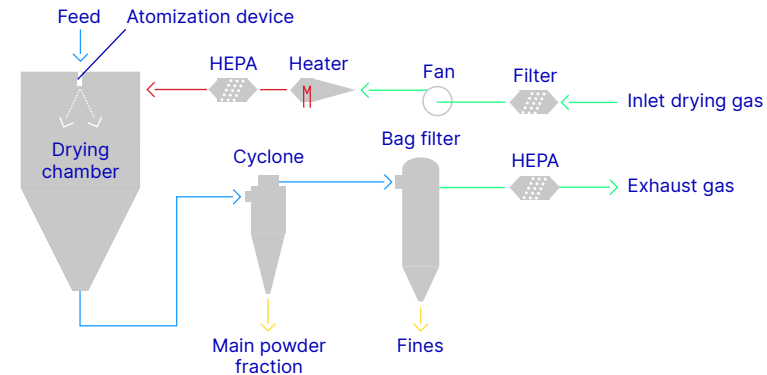 Feed
Atomization device
HEPA
Heater
Fan
Filter
Inlet drying gas
Drying
chamber
Cyclone
Bag filter
HEPA
Exhaust gas
Main powder
fraction
Fines